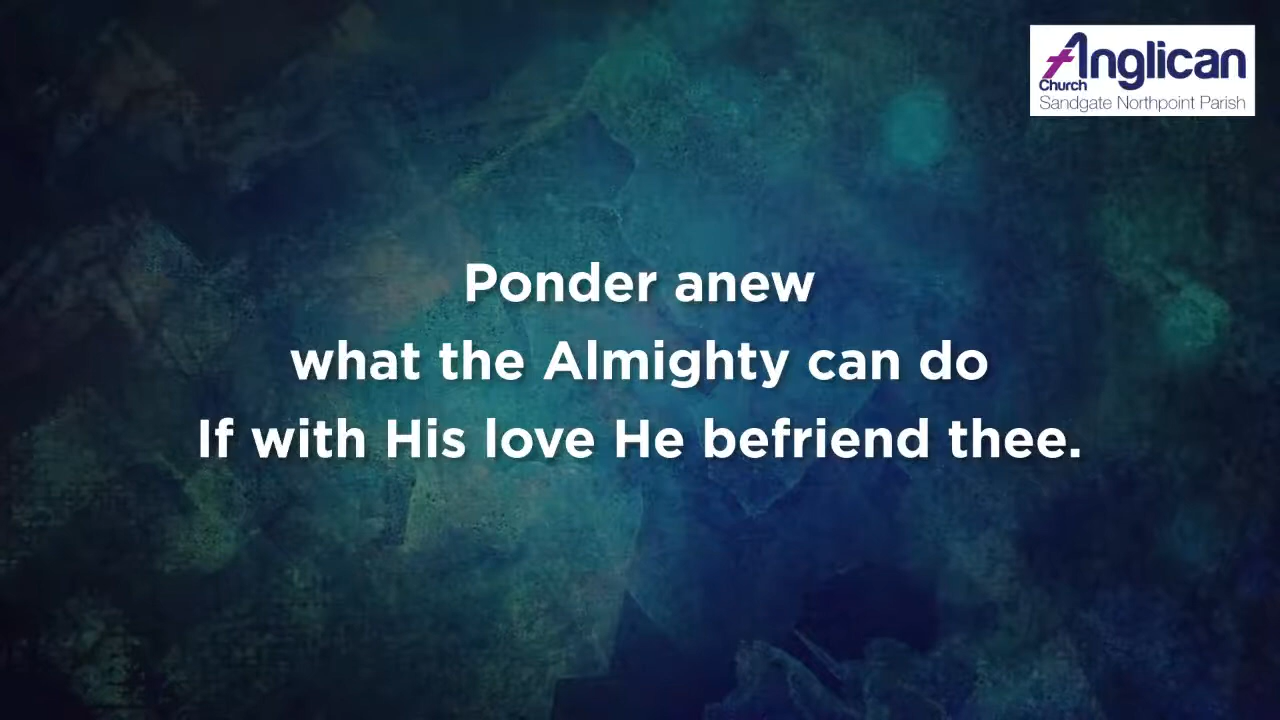 Anglican
Church
Sandgate Northpoint Parish
Ponder anew
what the Almighty can do
If with His love He befriend thee.